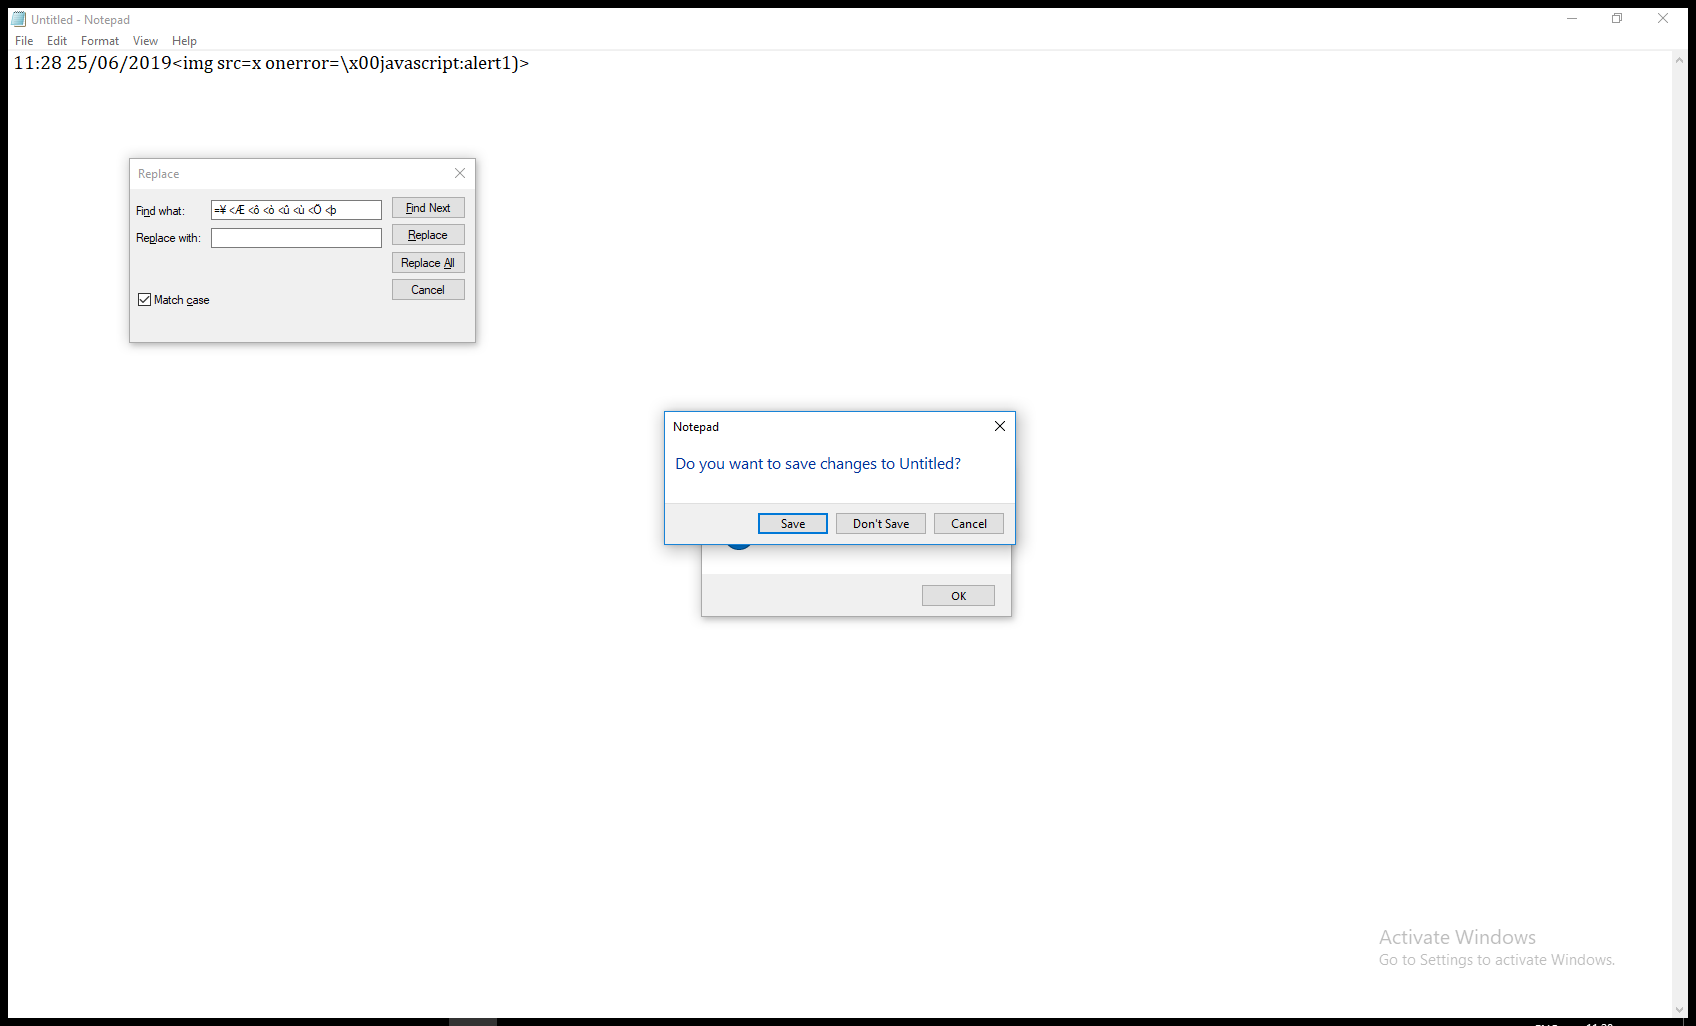 Untitled - Notepad
File Edit Format View Help
11:28 25/06/2019<img src=x onerror=\x00javascript:alert1)>
Replace
Find what: =¥ <Æ <ô <ò <û <ù <Ö <þ Find Next
Replace with: Replace
Replace All
Cancel
Match case
Notepad
Do you want to save changes to Untitled?
Save Don't Save Cancel
OK
Activate Windows
Go to Settings to activate Windows.